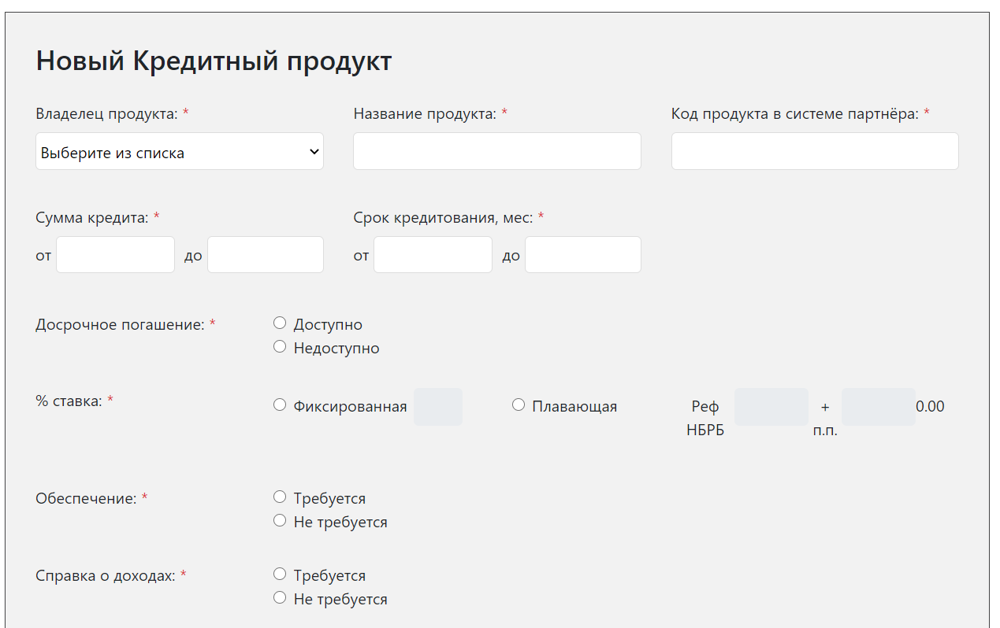 Новый Кредитный продукт
Владелец продукта: *
Название продукта: *
Код продукта в системе партнёра: *
Выберите из списка
Сумма кредита: *
Срок кредитования, мес: *
от до
от до
Досрочное погашение: *
Доступно
Недоступно
% ставка: *
Фиксированная
Плавающая
Реф НБРБ
+ п.п.
0.00
Обеспечение: *
Требуется
Не требуется
Справка о доходах: *
Требуется
Не требуется